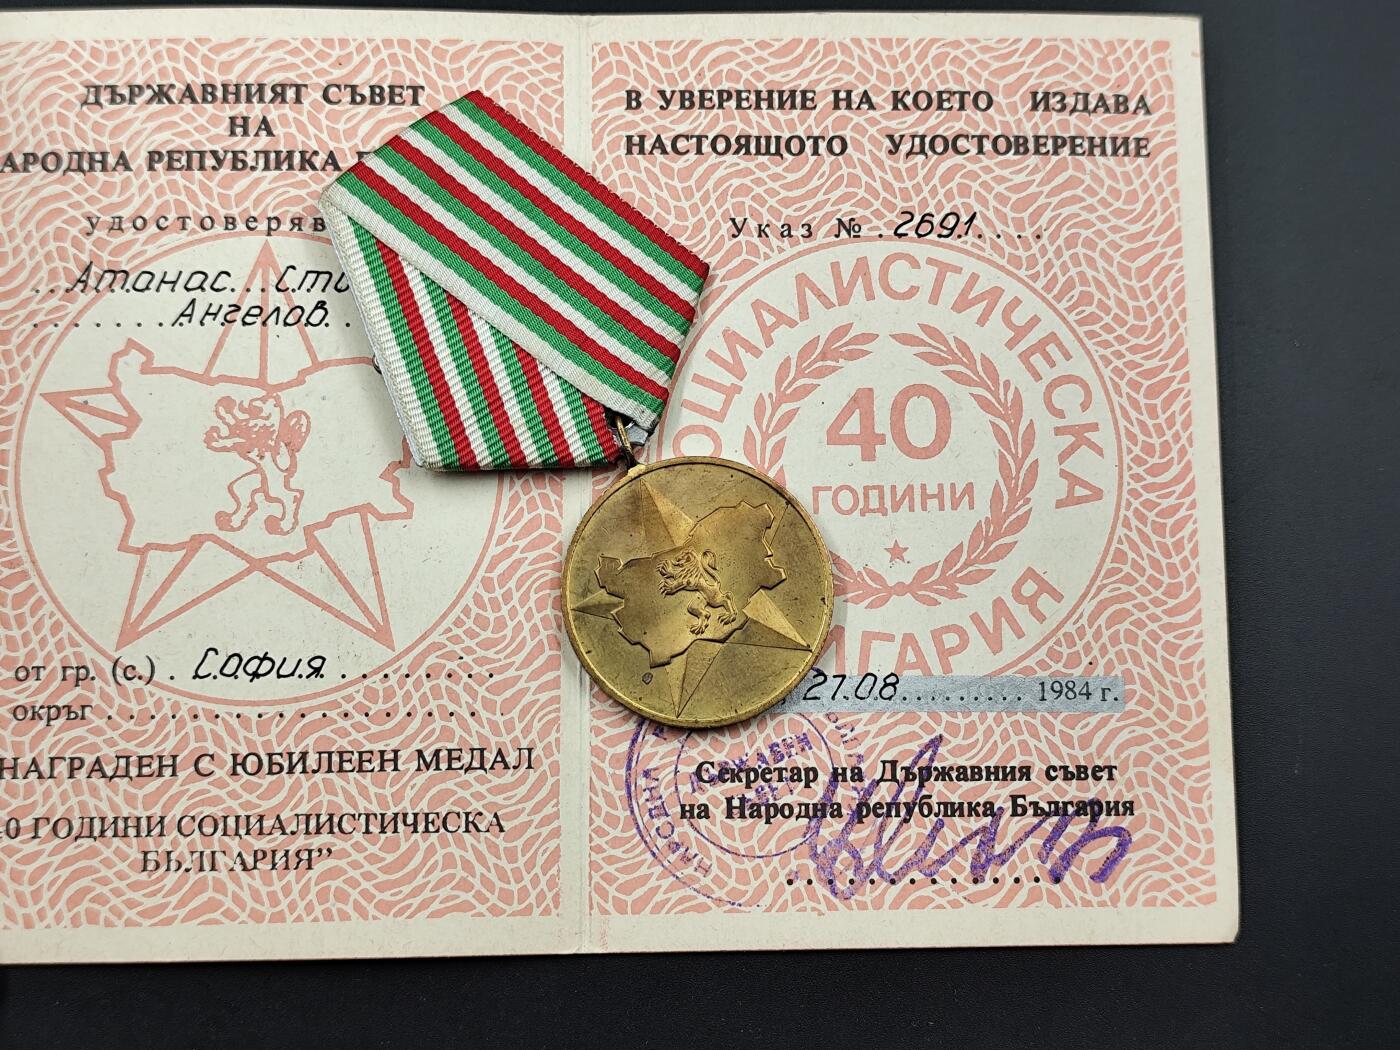 ДЪРЖАВНИЯТ СЪВЕТ
НА
АРОДНА РЕПУБЛИКА
удостоверяв
Атанас
Ангелов
от гр. (с.) София
окръг
НАГРАДЕН С ЮБИЛЕЕН МЕДАЛ
40 ГОДИНИ СОЦИАЛИСТИЧЕСКА
БЪЛГАРИЯ”
В УВЕРЕНИЕ НА КОЕТО ИЗДАВА
НАСТОЯЩОТО УДОСТОВЕРЕНИЕ
Указ № 2691
ОЦИАЛИСТИЧЕСКА
40
ГОДИНИ
ЛГАРИЯ
27.08 1984 г.
Секретар на Държавния съвет
на Народна република България
НАРОДНА